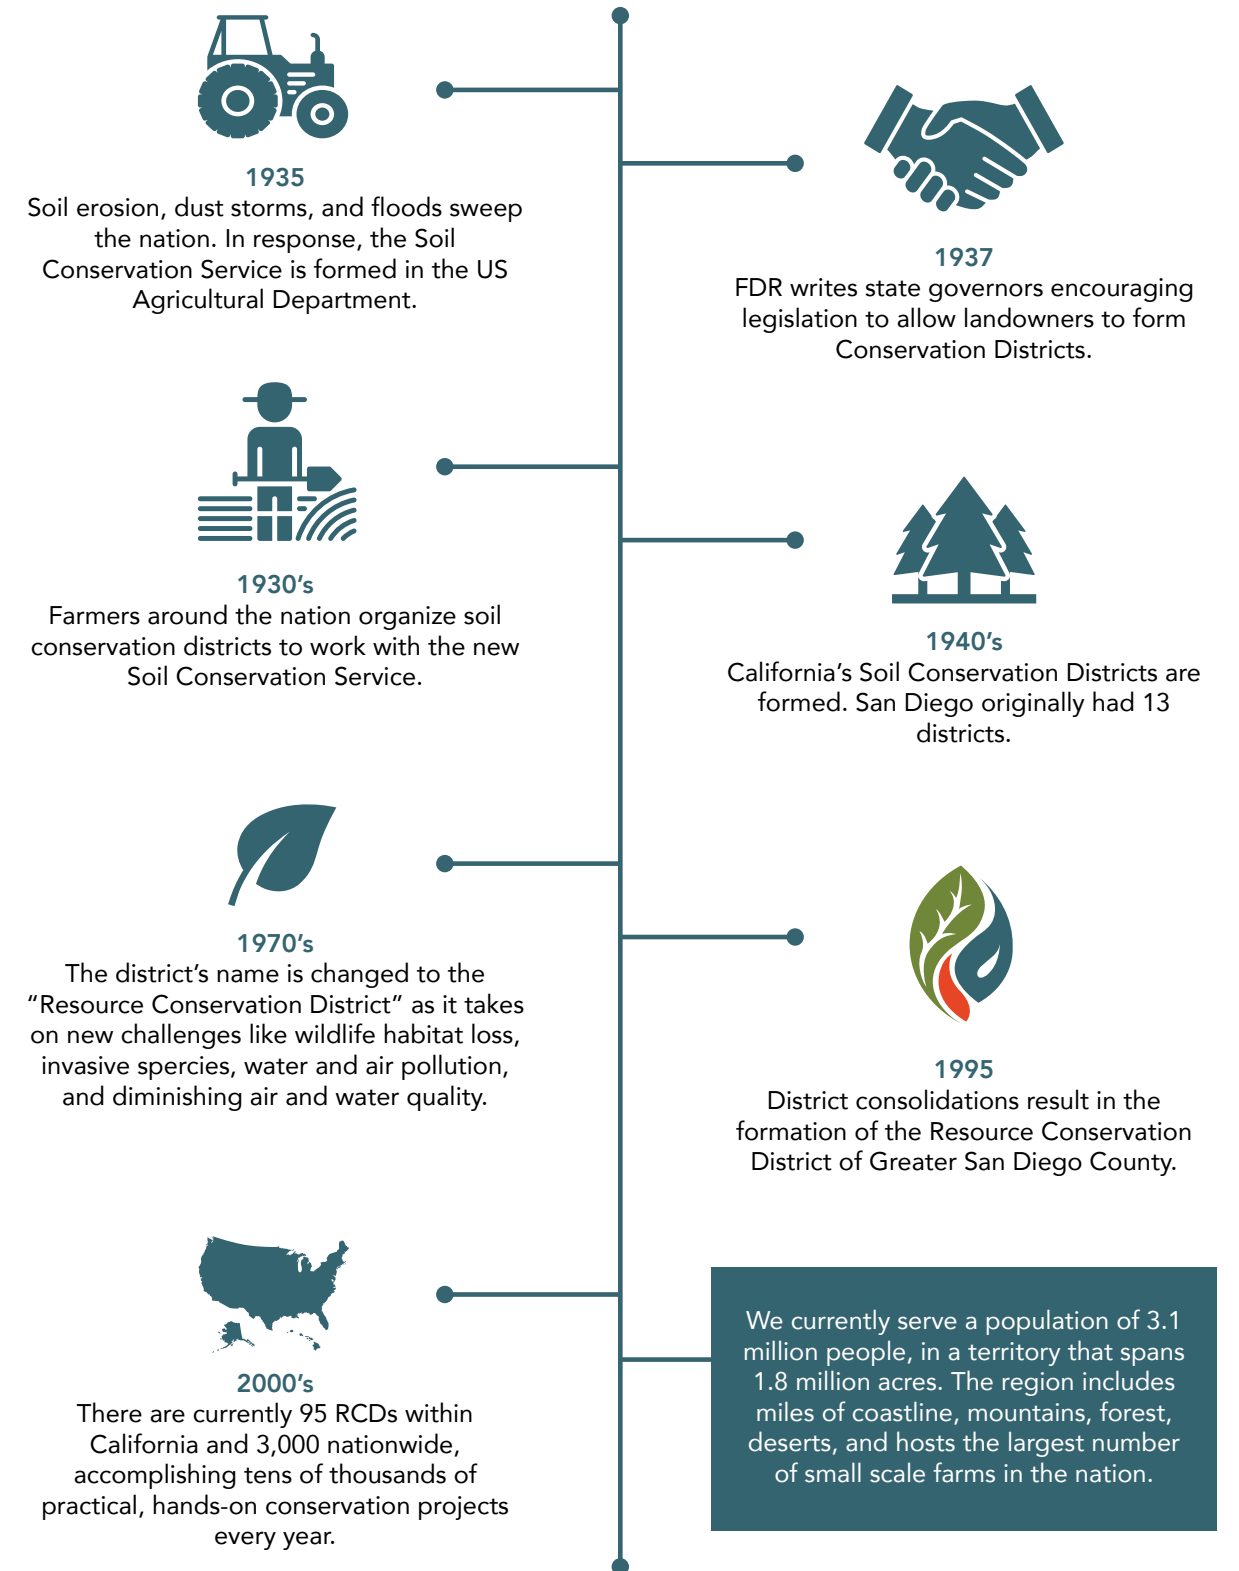 1935
Soil erosion, dust storms, and floods sweep
the nation. In response, the Soil
Conservation Service is formed in the US
Agricultural Department.
1937
FDR writes state governors encouraging
legislation to allow landowners to form
Conservation Districts.
1930’s
Farmers around the nation organize soil
conservation districts to work with the new
Soil Conservation Service.
1940’s
California’s Soil Conservation Districts are
formed. San Diego originally had 13
districts.
1970’s
The district’s name is changed to the
“Resource Conservation District” as it takes
on new challenges like wildlife habitat loss,
invasive spercies, water and air pollution,
and diminishing air and water quality.
1995
District consolidations result in the
formation of the Resource Conservation
District of Greater San Diego County.
2000’s
There are currently 95 RCDs within
California and 3,000 nationwide,
accomplishing tens of thousands of
practical, hands-on conservation projects
every year.
We currently serve a population of 3.1
million people, in a territory that spans
1.8 million acres. The region includes
miles of coastline, mountains, forest,
deserts, and hosts the largest number
of small scale farms in the nation.